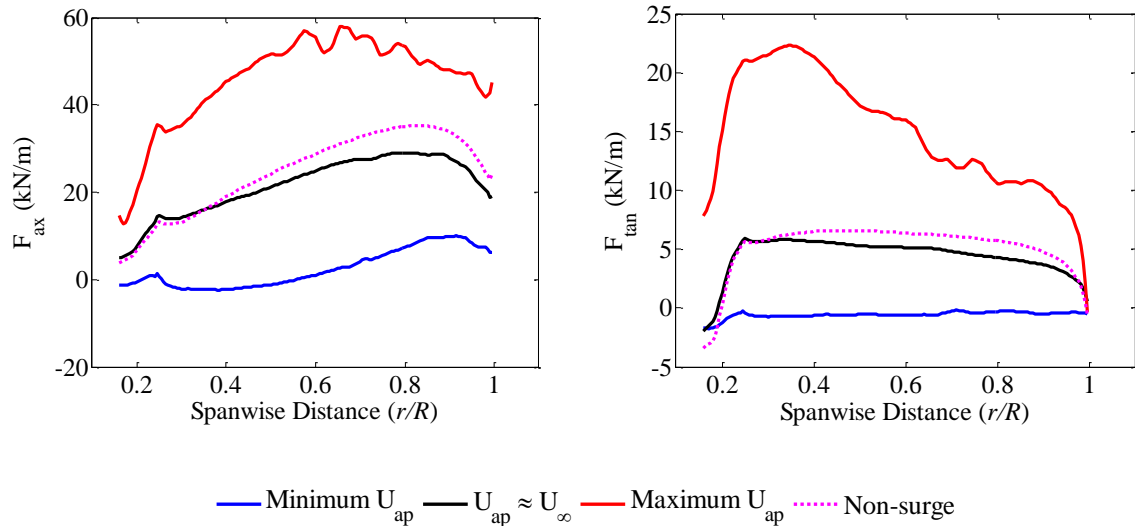 60
40
20
0
-20
F_ax (kN/m)
0.2 0.4 0.6 0.8 1
Spanwise Distance (r/R)
25
20
15
10
5
0
-5
F_tan (kN/m)
0.2 0.4 0.6 0.8 1
Spanwise Distance (r/R)
Minimum U_ap U_ap ≈ U_∞ Maximum U_ap Non-surge